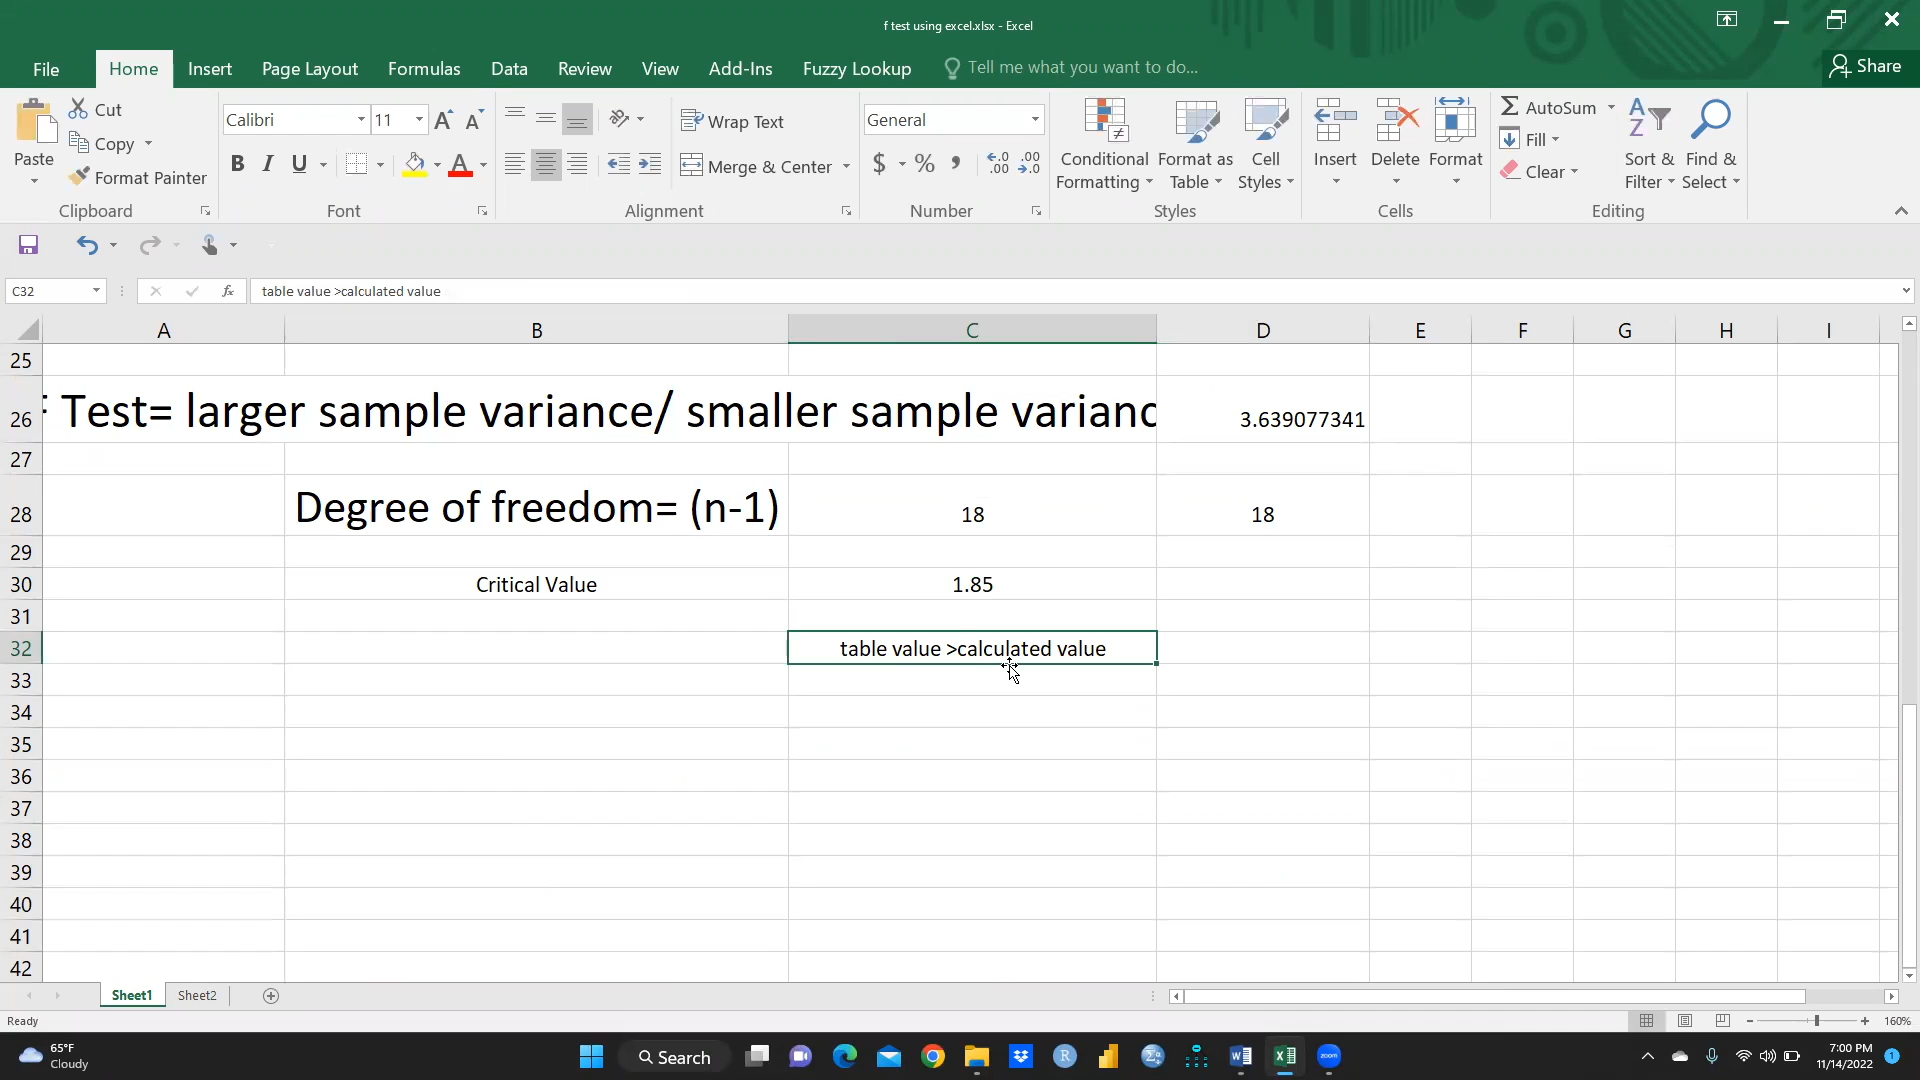 f test using excel.xlsx - Excel
File Home Insert Page Layout Formulas Data Review View Add-Ins Fuzzy Lookup Tell me what you want to do... Share
Paste
Cut
Copy
Format Painter
Clipboard
Calibri 11
B I U A
Font
Wrap Text
Merge & Center
Alignment
General
$ % ,
Number
Conditional Formatting
Format as Table
Cell Styles
Styles
Insert Delete Format
Cells
AutoSum
Fill
Clear
Sort & Filter
Find & Select
Editing
C32 fx table value >calculated value
A B C D E F G H I
25
26 Test= larger sample variance/ smaller sample varianc 3.639077341
27
28 Degree of freedom= (n-1) 18 18
29
30 Critical Value 1.85
31
32 table value >calculated value
33
34
35
36
37
38
39
40
41
42
Sheet1 Sheet2
Ready 160%
65°F
Cloudy
Search
7:00 PM
11/14/2022
1